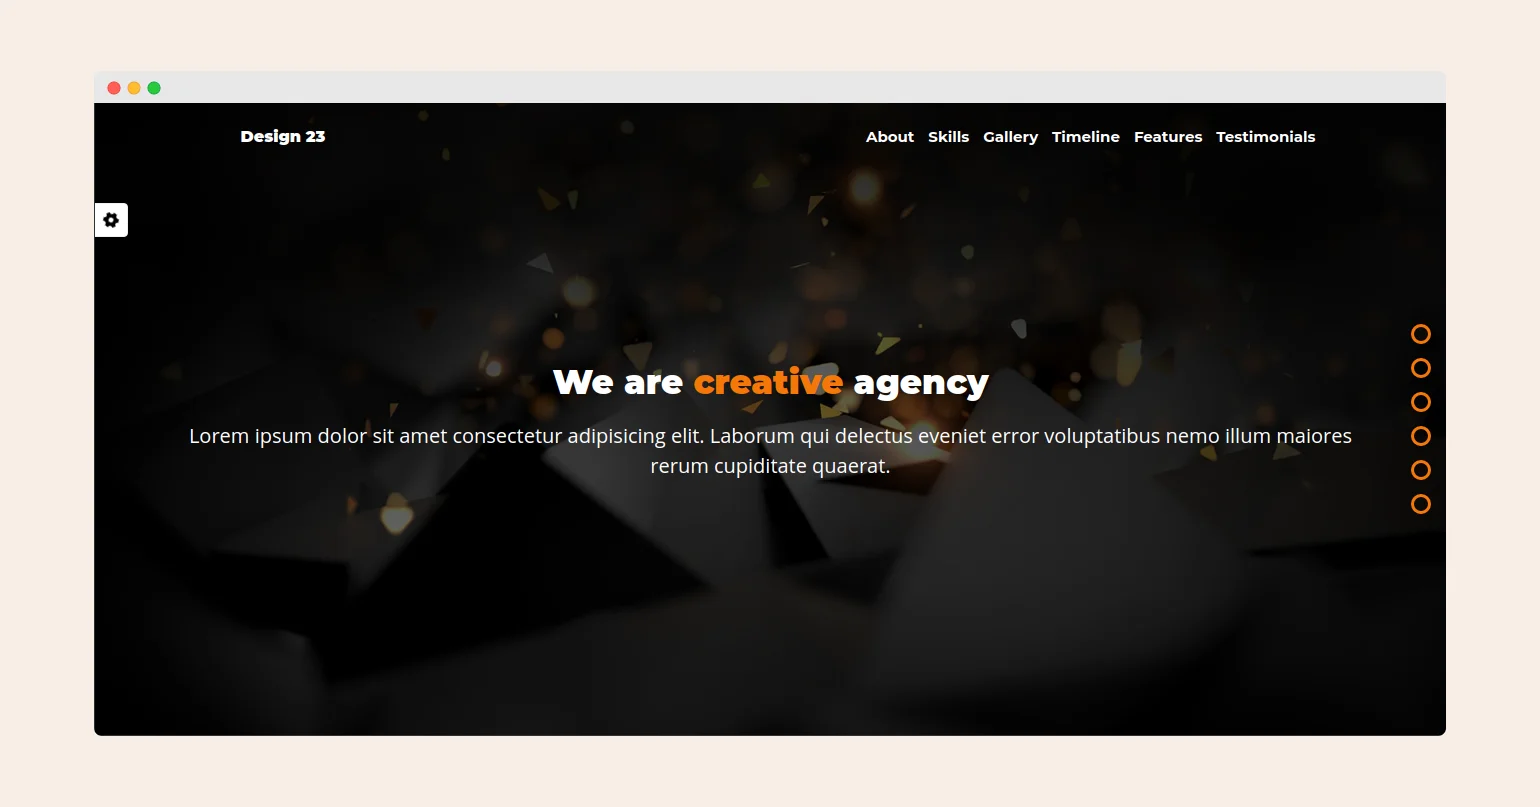 Design 23
About Skills Gallery Timeline Features Testimonials
We are creative agency
Lorem ipsum dolor sit amet consectetur adipisicing elit. Laborum qui delectus eveniet error voluptatibus nemo illum maiores
rerum cupiditate quaerat.